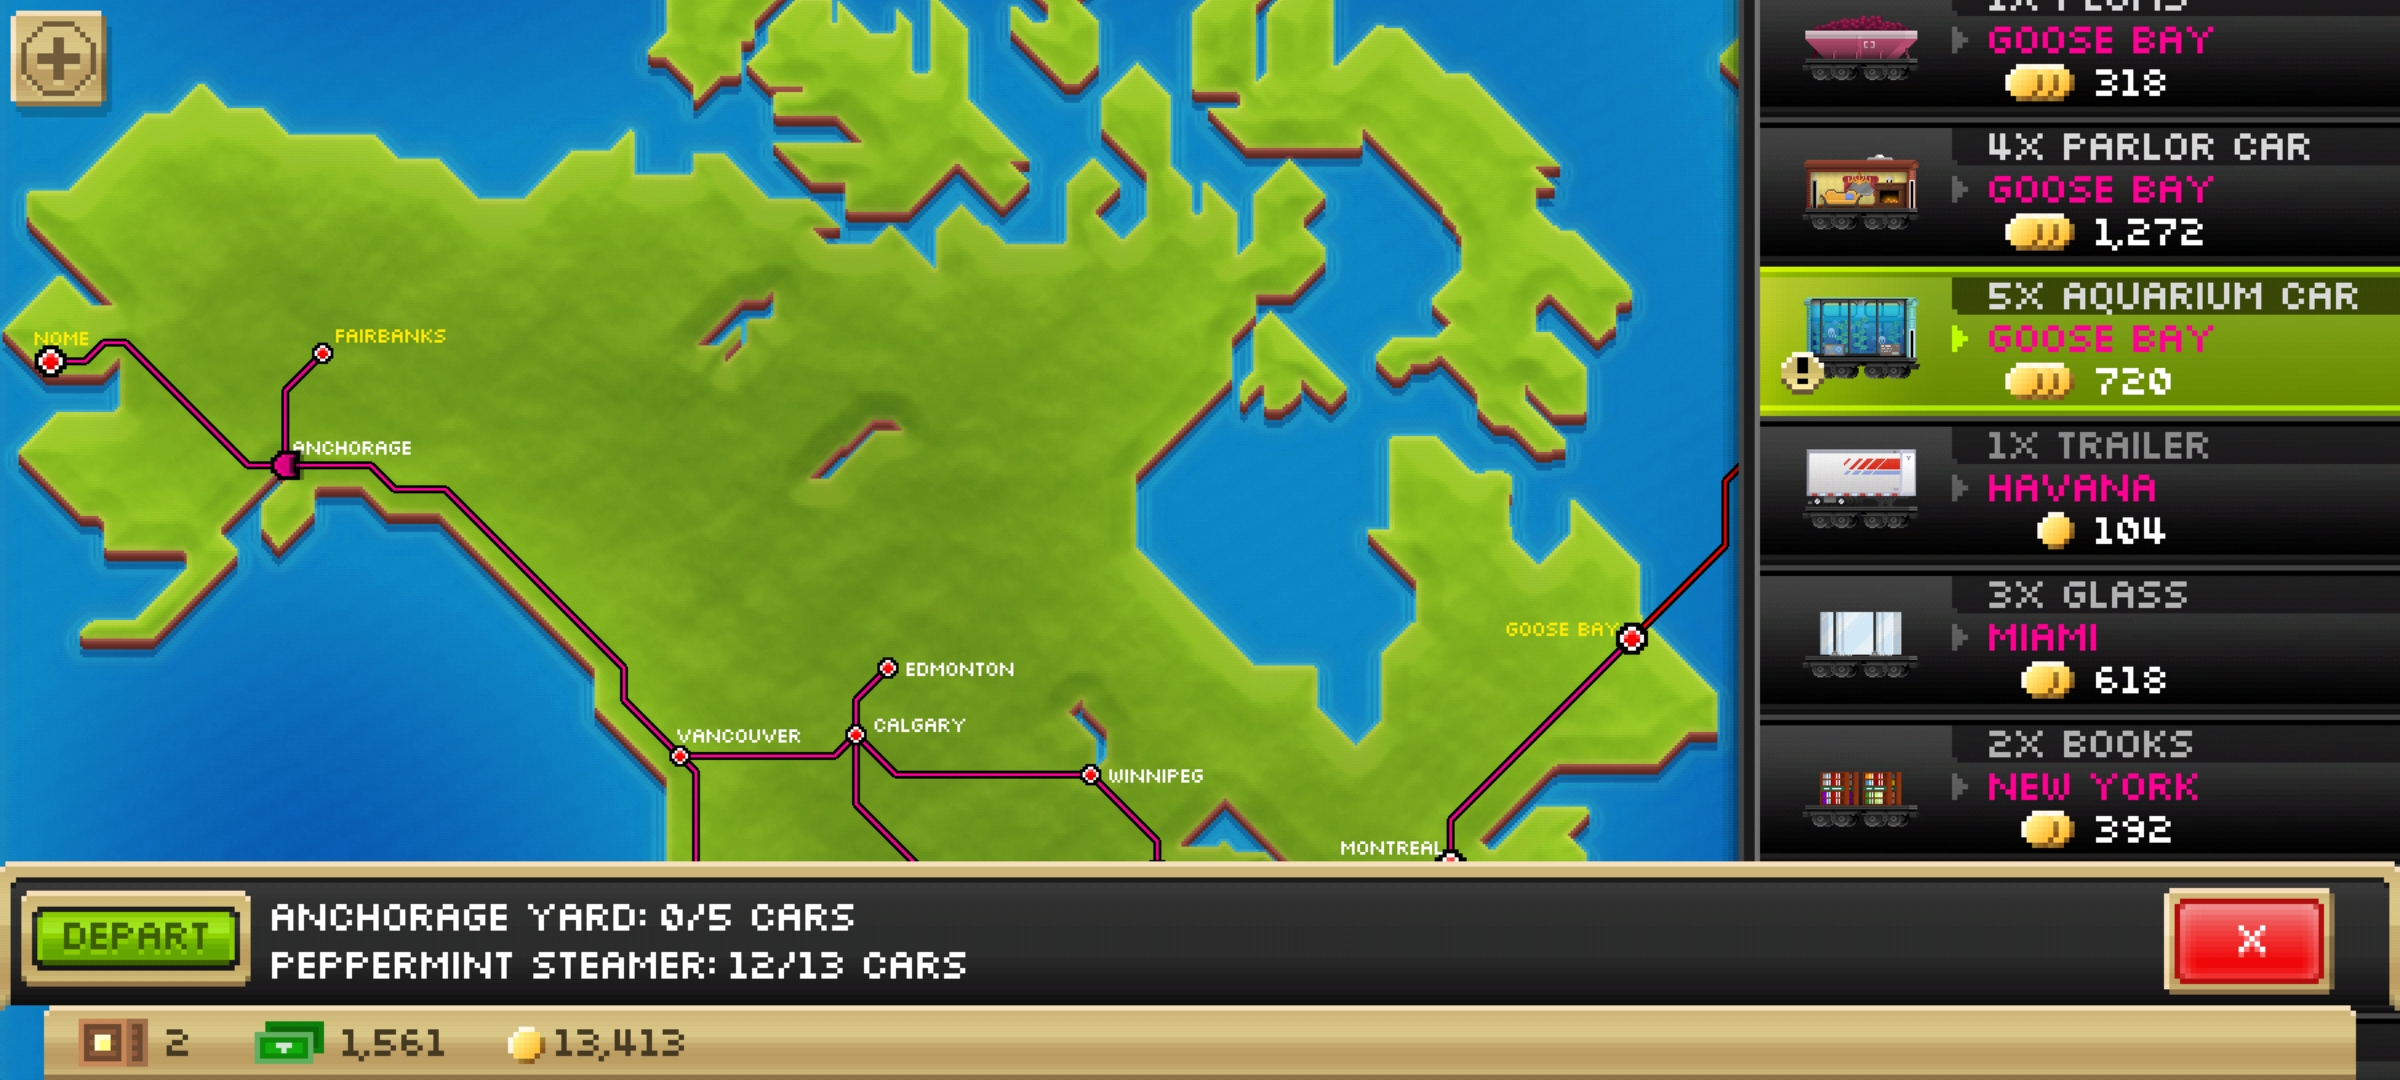 1X PLUMS
GOOSE BAY
318
4X PARLOR CAR
GOOSE BAY
1,272
5X AQUARIUM CAR
GOOSE BAY
720
1X TRAILER
HAVANA
104
3X GLASS
MIAMI
618
2X BOOKS
NEW YORK
392
NOME
FAIRBANKS
ANCHORAGE
GOOSE BAY
EDMONTON
VANCOUVER
CALGARY
WINNIPEG
MONTREAL
DEPART
ANCHORAGE YARD: 0/5 CARS
PEPPERMINT STEAMER: 12/13 CARS
X
2
1,561
13,413